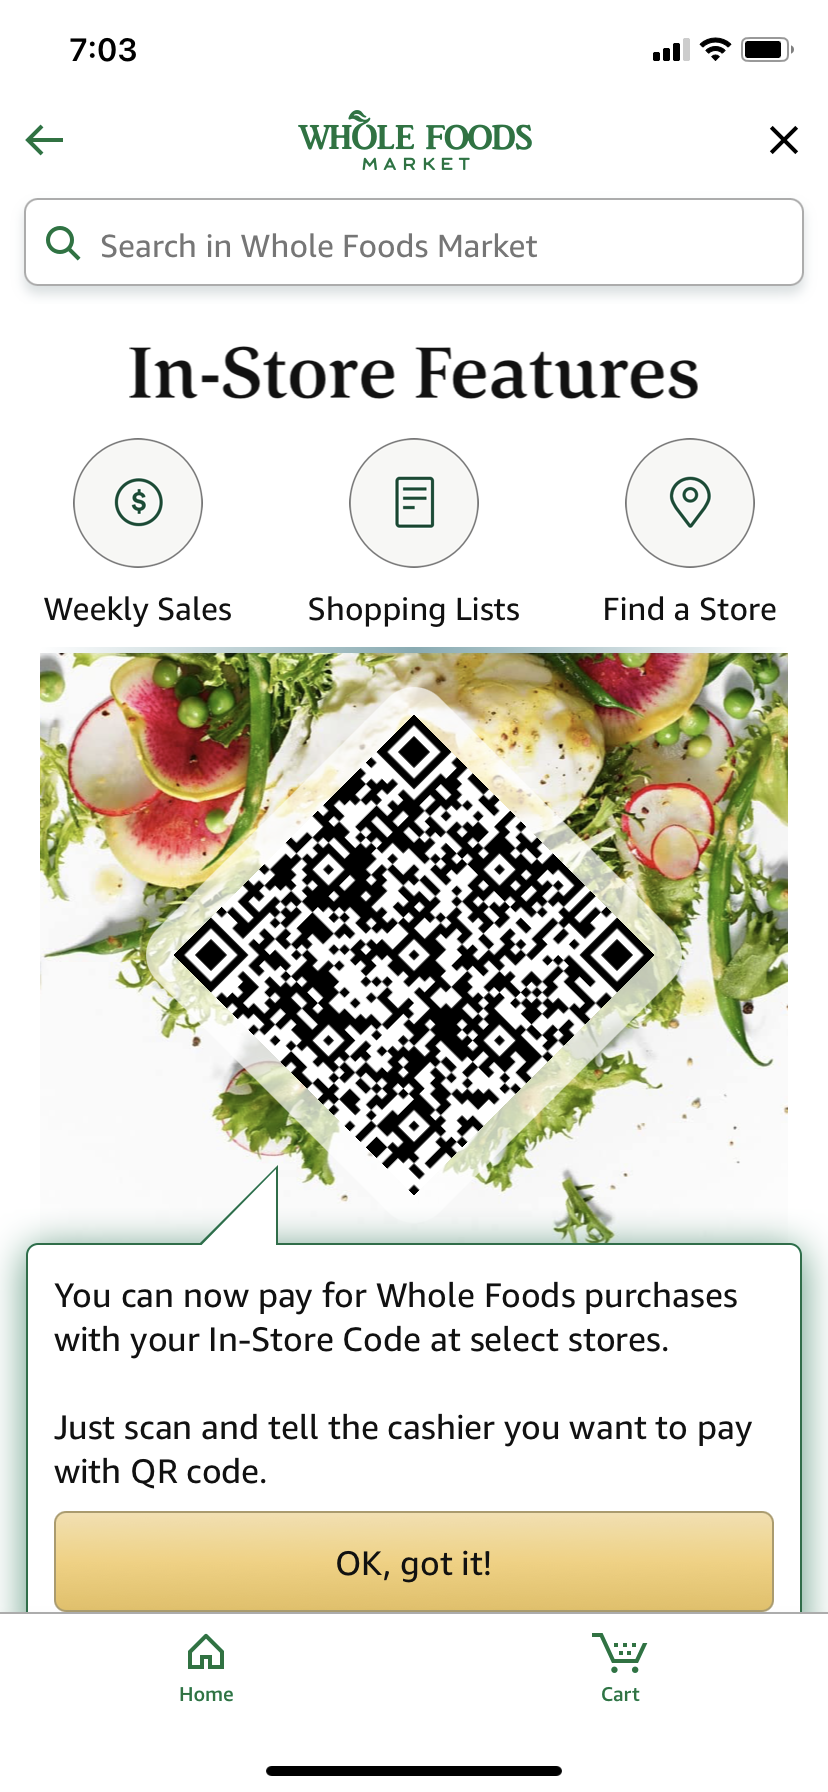 7:03
WHOLE FOODS
MARKET
Search in Whole Foods Market
In-Store Features
$
Weekly Sales
Shopping Lists
Find a Store
You can now pay for Whole Foods purchases
with your In-Store Code at select stores.
Just scan and tell the cashier you want to pay
with QR code.
OK, got it!
Home
Cart